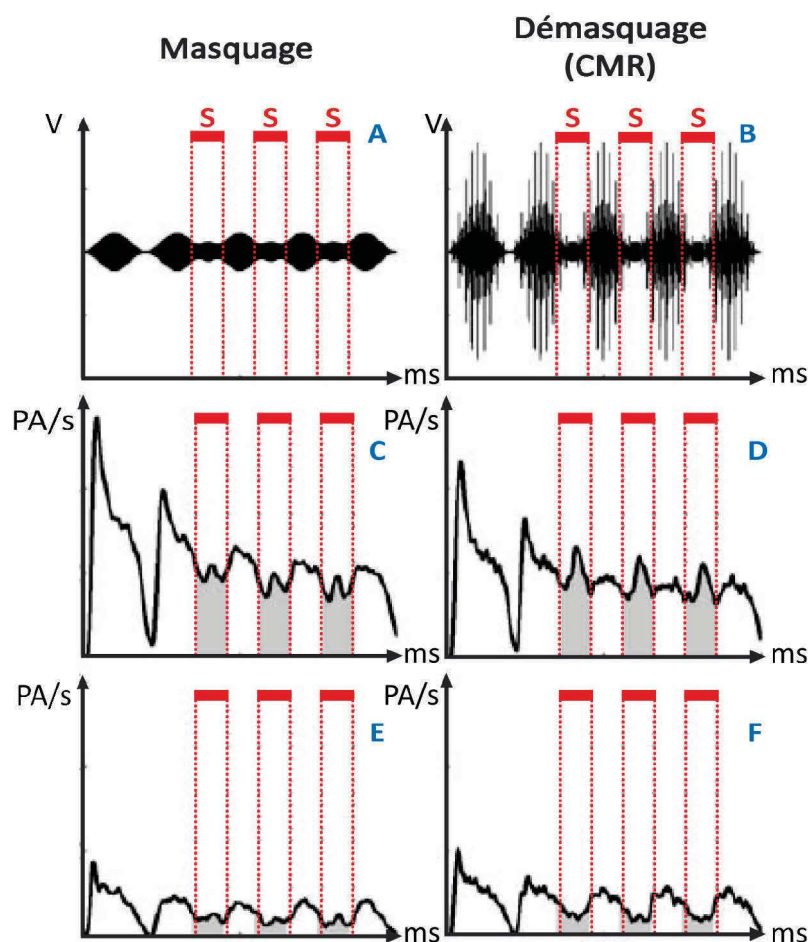 Masquage
Démasquage
(CMR)
S S S
S S S
V
A
V
B
ms
ms
PA/s
C
PA/s
D
ms
ms
PA/s
E
PA/s
F
ms
ms